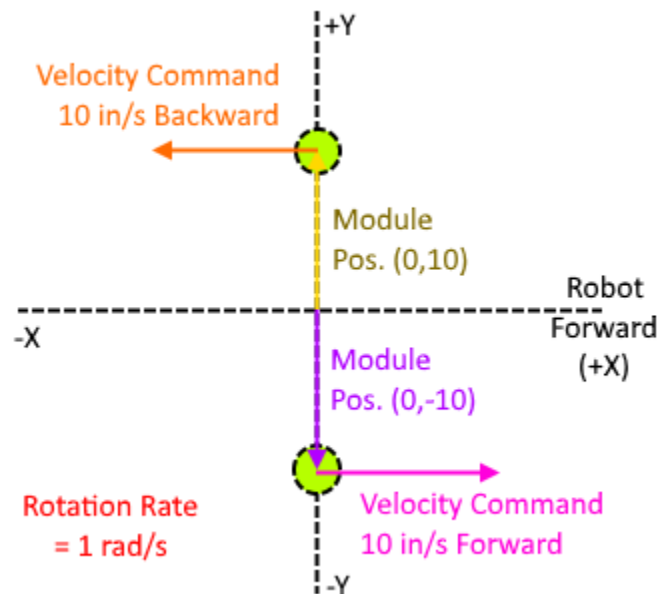 +Y
Velocity Command
10 in/s Backward
Module
Pos. (0,10)
Robot
Forward
(+X)
-X
Module
Pos. (0,-10)
Rotation Rate
= 1 rad/s
Velocity Command
10 in/s Forward
-Y